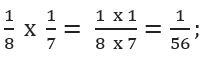 1/8 x 1/7 = 1 x 1 / 8 x 7 = 1/56 ;